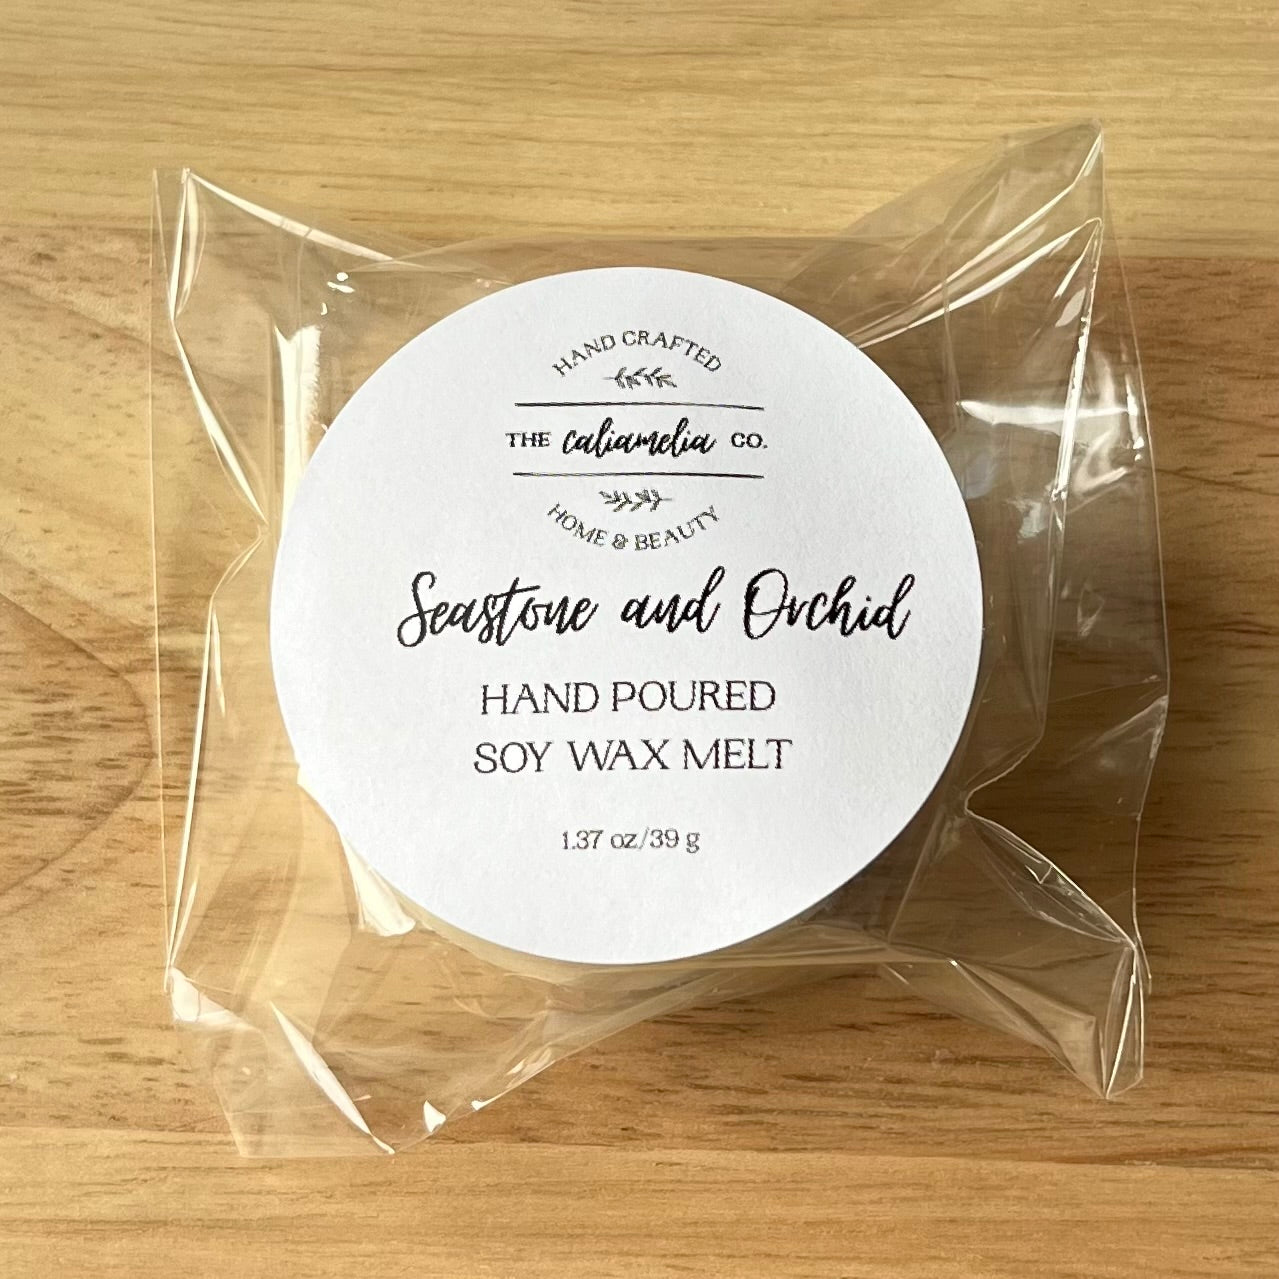 HAND CRAFTED
THE caliamelia CO.
HOME & BEAUTY
Seastone and Orchid
HAND POURED
SOY WAX MELT
1.37 oz/39 g